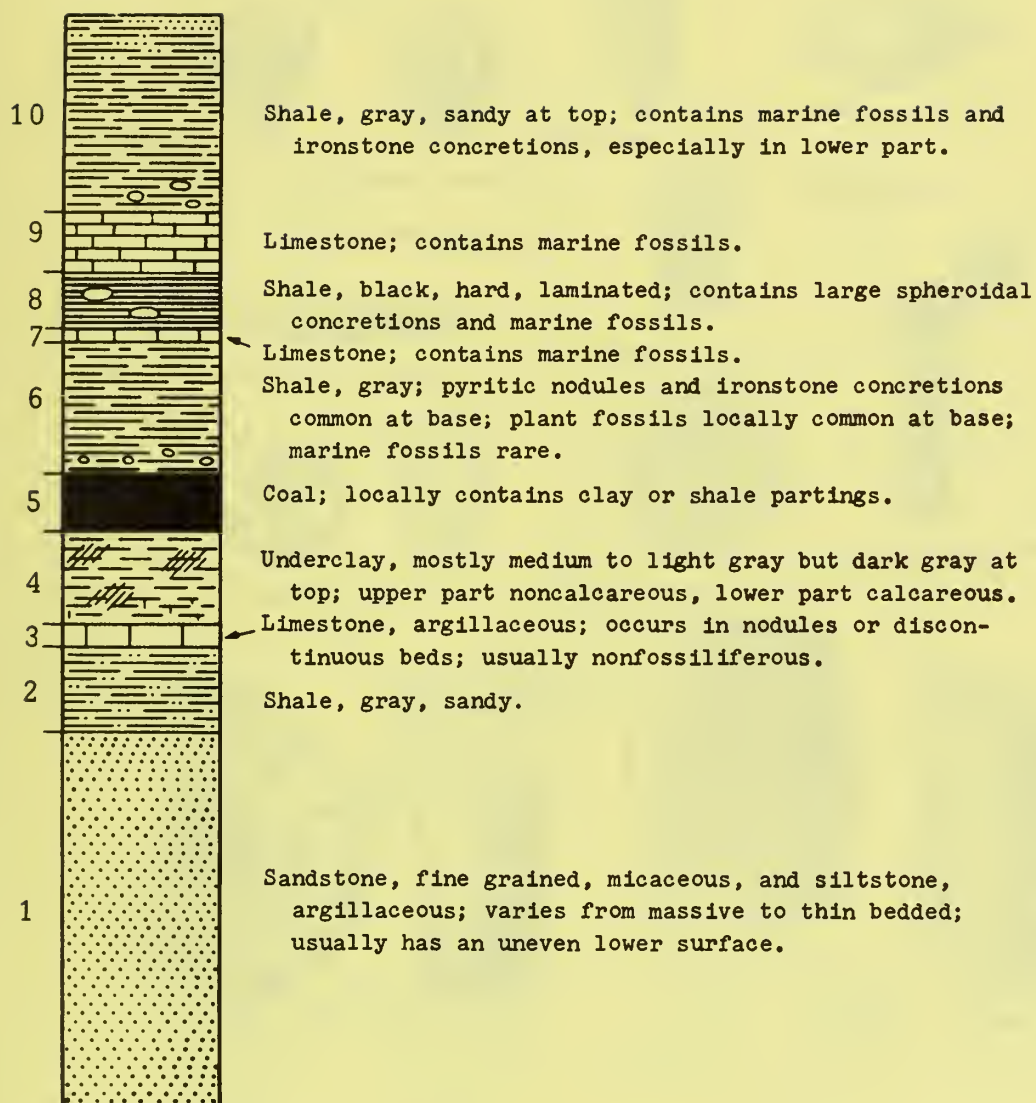 10
Shale, gray, sandy at top; contains marine fossils and
ironstone concretions, especially in lower part.
9
Limestone; contains marine fossils.
8
Shale, black, hard, laminated; contains large spheroidal
concretions and marine fossils.
7
Limestone; contains marine fossils.
6
Shale, gray; pyritic nodules and ironstone concretions
common at base; plant fossils locally common at base;
marine fossils rare.
5
Coal; locally contains clay or shale partings.
4
Underclay, mostly medium to light gray but dark gray at
top; upper part noncalcareous, lower part calcareous.
3
Limestone, argillaceous; occurs in nodules or discon-
tinuous beds; usually nonfossiliferous.
2
Shale, gray, sandy.
1
Sandstone, fine grained, micaceous, and siltstone,
argillaceous; varies from massive to thin bedded;
usually has an uneven lower surface.